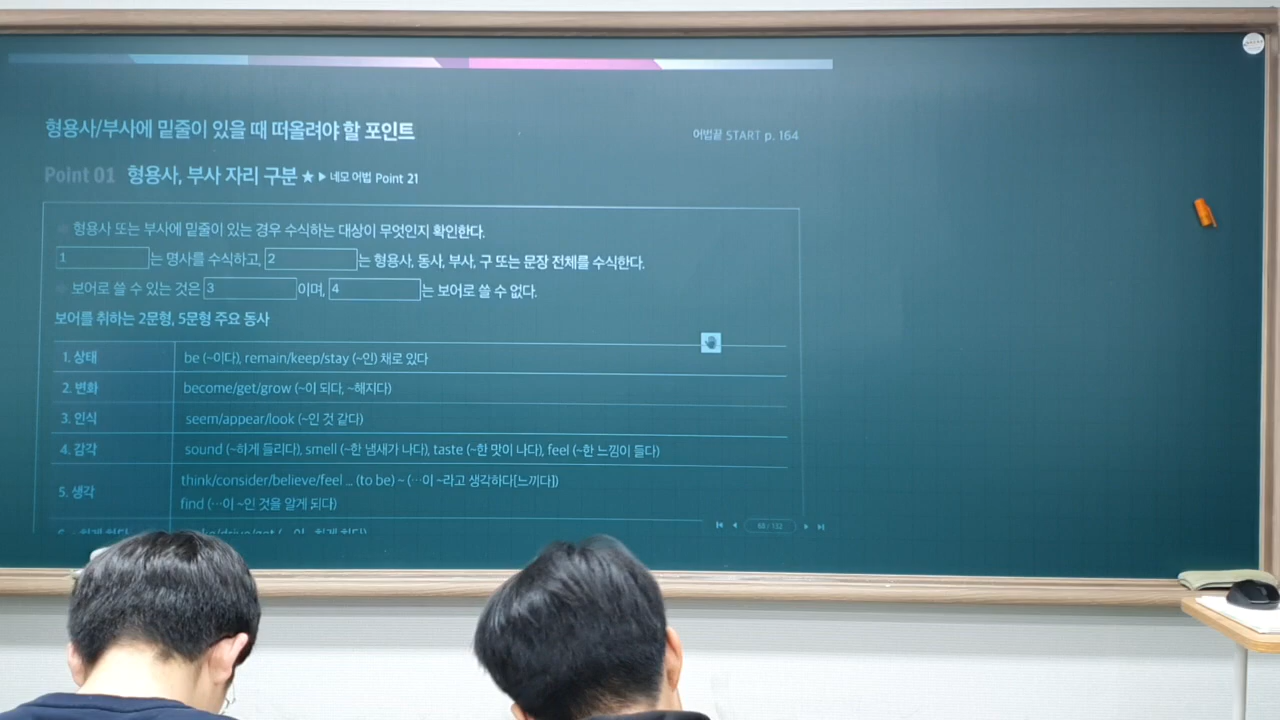 형용사/부사에 밑줄이 있을 때 떠올려야 할 포인트
어법끝 START p. 164
Point 01 형용사, 부사 자리 구분 ★ ▶ 네모 어법 Point 21
형용사 또는 부사에 밑줄이 있는 경우 수식하는 대상이 무엇인지 확인한다.
1 는 명사를 수식하고, 2 는 형용사, 동사, 부사, 구 또는 문장 전체를 수식한다.
보어로 쓸 수 있는 것은 3 이며, 4 는 보어로 쓸 수 없다.
보어를 취하는 2문형, 5문형 주요 동사
1. 상태 be (~이다), remain/keep/stay (~인) 채로 있다
2. 변화 become/get/grow (~이 되다, ~해지다)
3. 인식 seem/appear/look (~인 것 같다)
4. 감각 sound (~하게 들리다), smell (~한 냄새가 나다), taste (~한 맛이 나다), feel (~한 느낌이 들다)
5. 생각 think/consider/believe/feel ... (to be) ~ (…이 ~라고 생각하다[느끼다])
find (…이 ~인 것을 알게 되다)